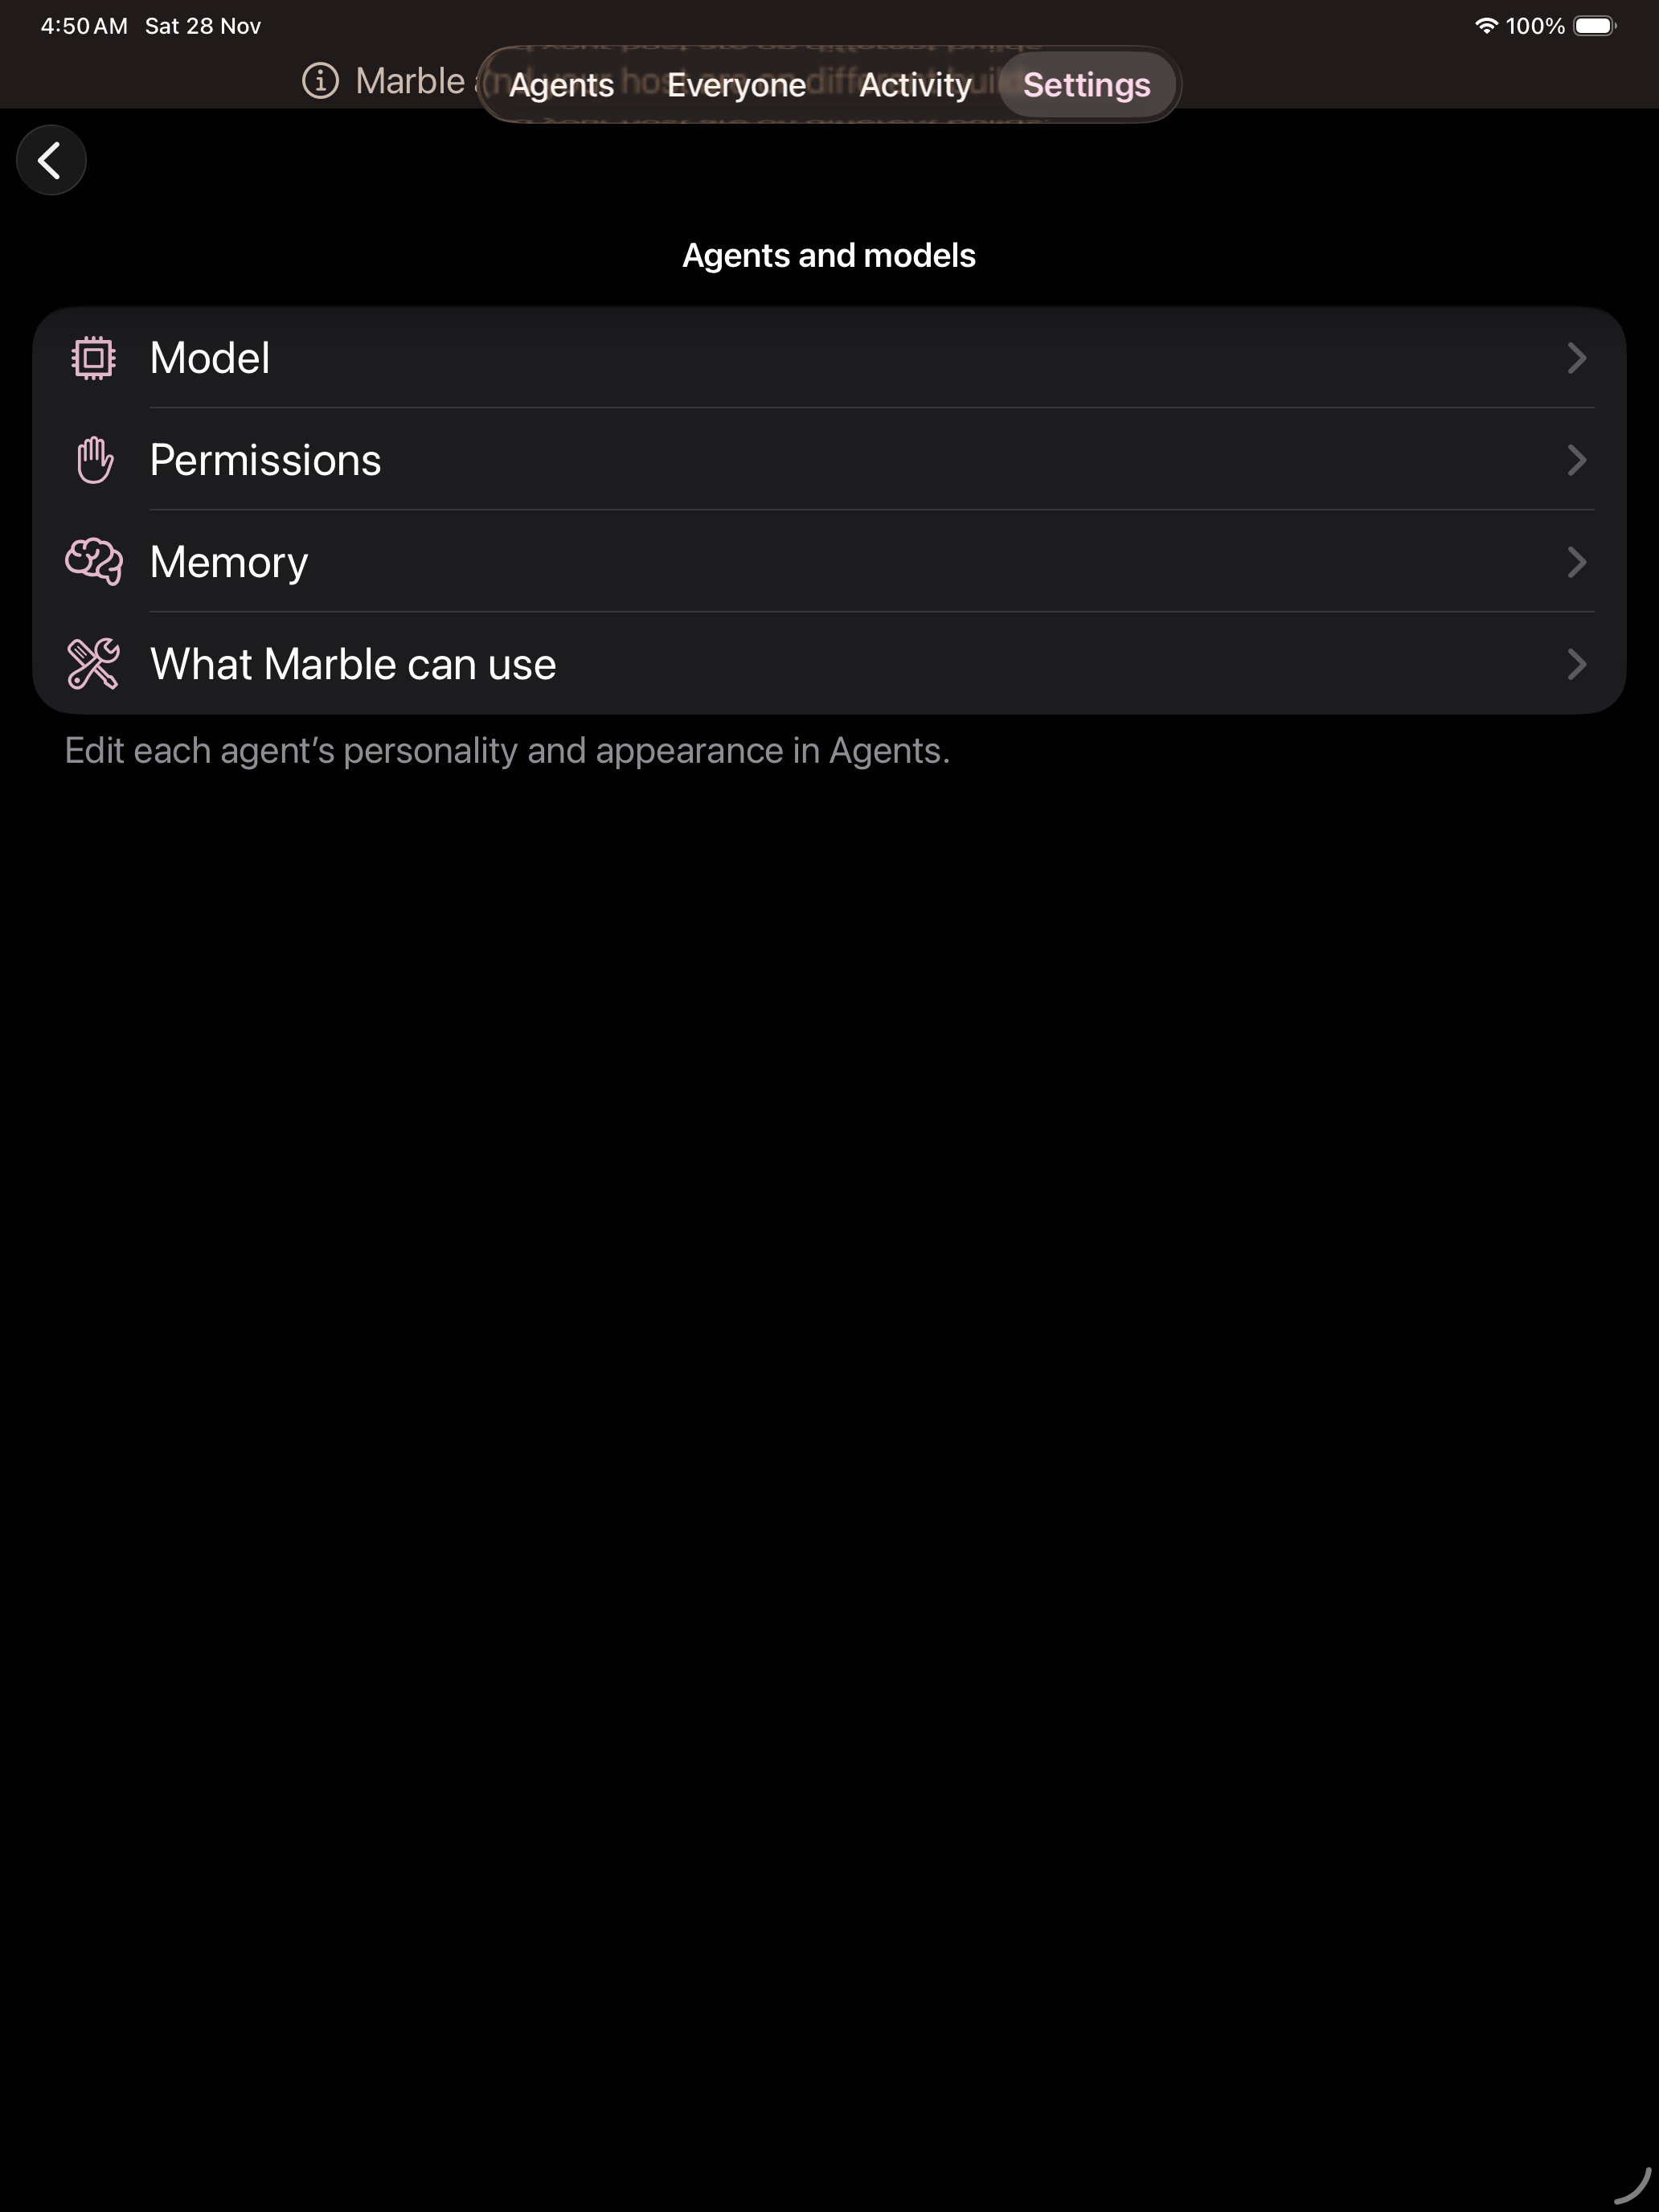 4:50 AM Sat 28 Nov
100%
Marble
Agents Everyone Activity Settings
Agents and models
Model
Permissions
Memory
What Marble can use
Edit each agent’s personality and appearance in Agents.